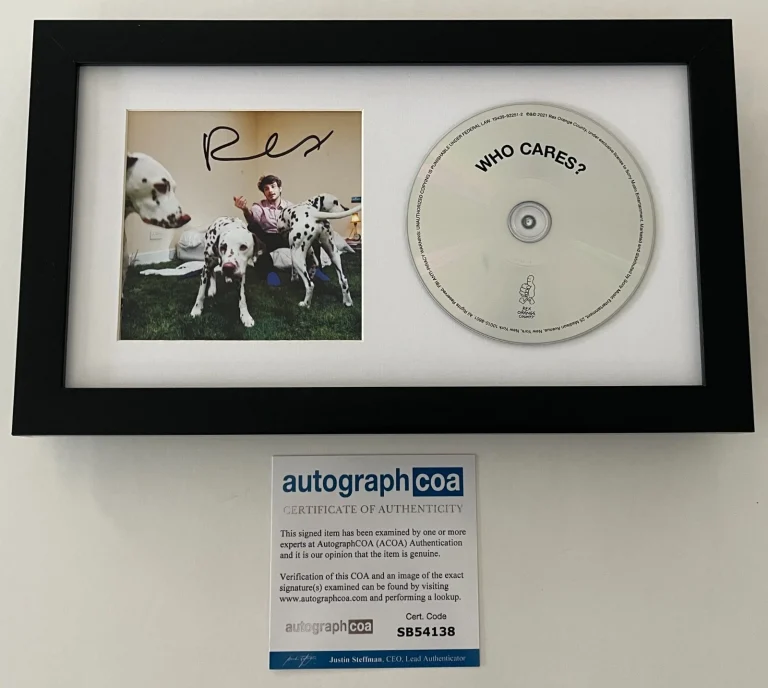 Rex
WHO CARES?
REX
ORANGE
COUNTY
autographcoa
CERTIFICATE OF AUTHENTICITY
This signed item has been examined by one or more
experts at AutographCOA (ACOA) Authentication
and it is our opinion that the item is genuine.
Verification of this COA and an image of the exact
signature(s) examined can be found by visiting
www.autographcoa.com and performing a lookup.
autographcoa
Cert. Code
SB54138
Justin Steffman, CEO, Lead Authenticator